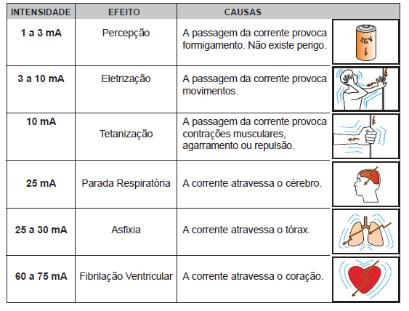 INTENSIDADE EFEITO CAUSAS
1 a 3 mA Percepção A passagem da corrente provoca
formigamento. Não existe perigo.
3 a 10 mA Eletrização A passagem da corrente provoca
movimentos.
10 mA Tetanização A passagem da corrente provoca
contrações musculares,
agarramento ou repulsão.
25 mA Parada Respiratória A corrente atravessa o cérebro.
25 a 30 mA Asfixia A corrente atravessa o tórax.
60 a 75 mA Fibrilação Ventricular A corrente atravessa o coração.